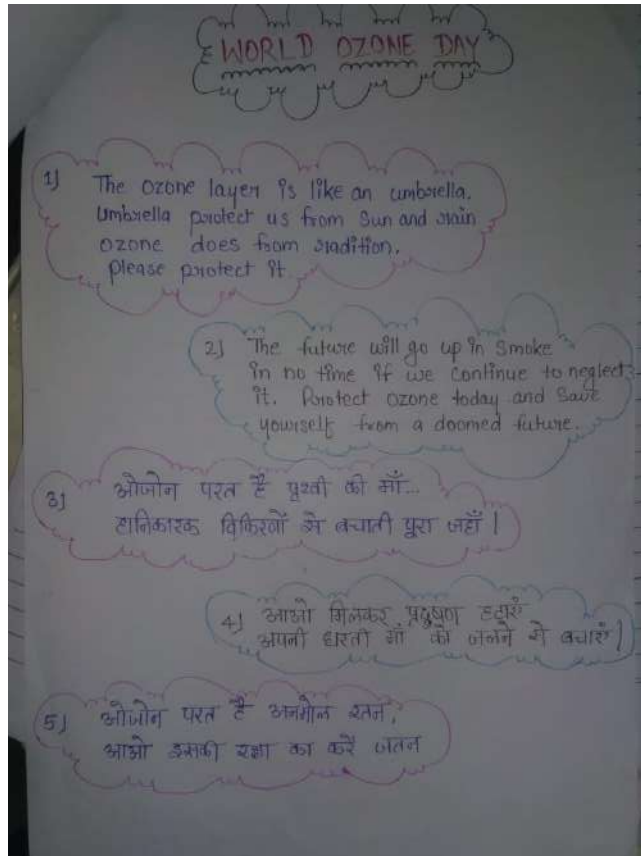 WORLD OZONE DAY
1) The ozone layer is like an umbrella.
Umbrella protect us from Sun and rain
ozone does from radition.
please protect it.
2) The future will go up in smoke
in no time if we continue to neglect
it. Protect ozone today and save
yourself from a doomed future.
3) ओजोन परत है पृथ्वी की माँ...
हानिकारक विकिरणों से बचाती पूरा जहाँ।
4) आओ मिलकर प्रदुषण हटाएं
अपनी धरती माँ को जलने से बचाएं।
5) ओजोन परत है अनमोल रतन,
आओ इसकी रक्षा का करें जतन